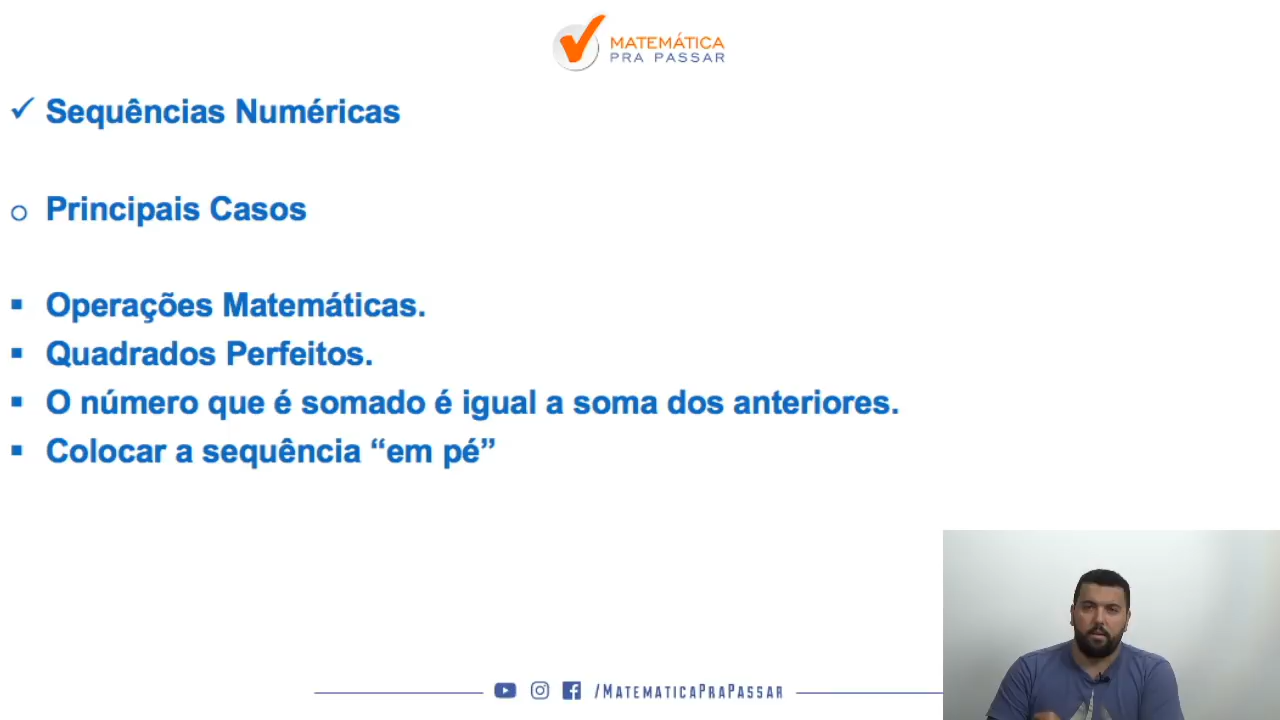 MATEMÁTICA
PRA PASSAR
Sequências Numéricas
Principais Casos
Operações Matemáticas.
Quadrados Perfeitos.
O número que é somado é igual a soma dos anteriores.
Colocar a sequência “em pé”
/MATEMATICAPRAPASSAR